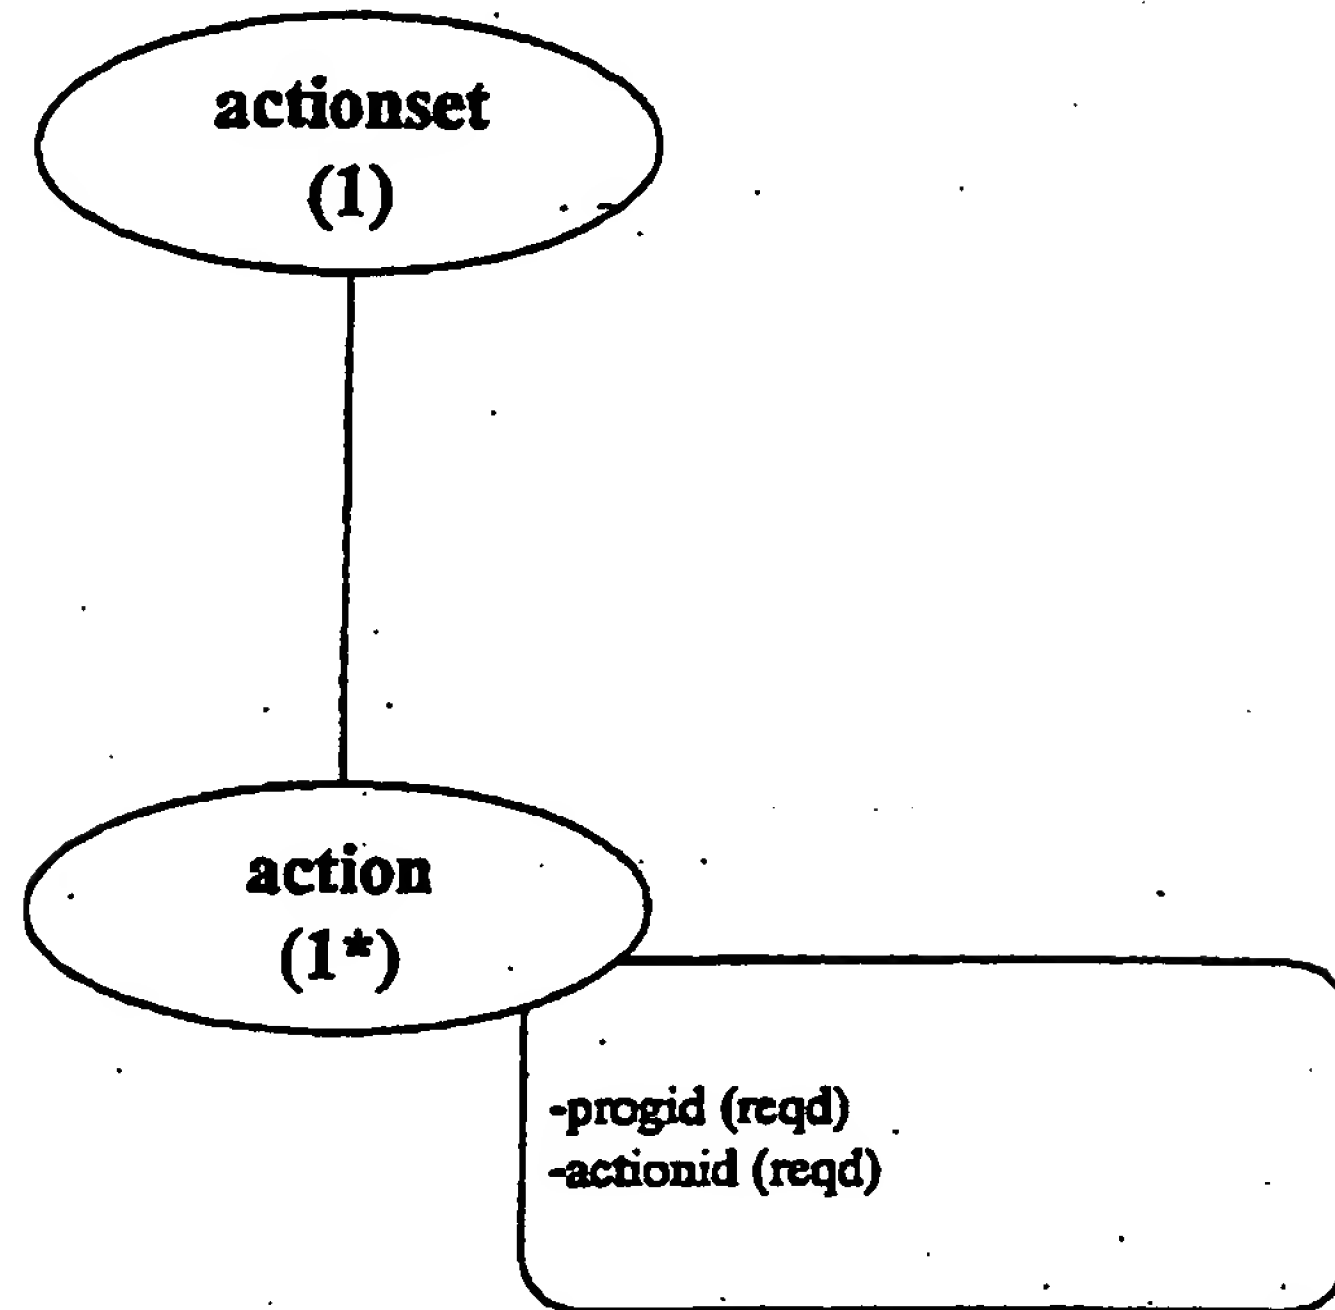 actionset
(1)
action
(1*)
-progid (reqd)
-actionid (reqd)